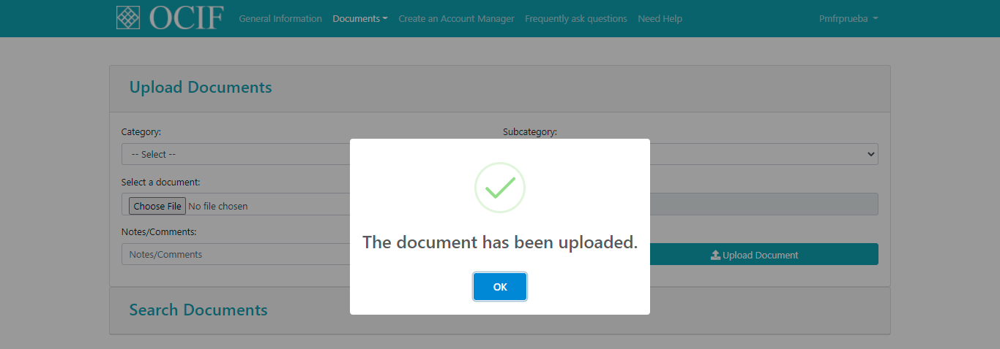 OCIF General Information Documents Create an Account Manager Frequently ask questions Need Help Pmfrprueba
Upload Documents
Category: Subcategory:
-- Select --
Select a document:
Choose File No file chosen
Notes/Comments:
Notes/Comments
Upload Document
The document has been uploaded.
OK
Search Documents